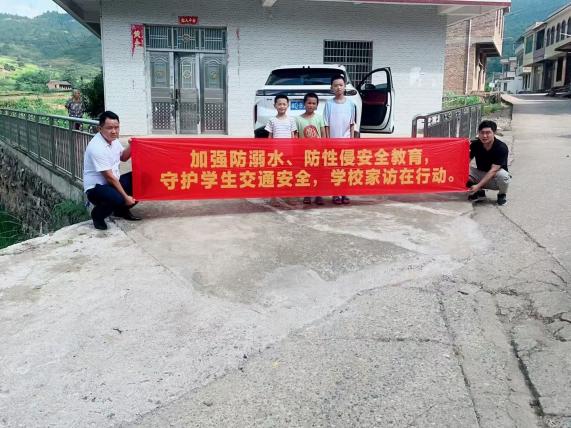 加强防溺水、防性侵安全教育，
守护学生交通安全，学校家访在行动。